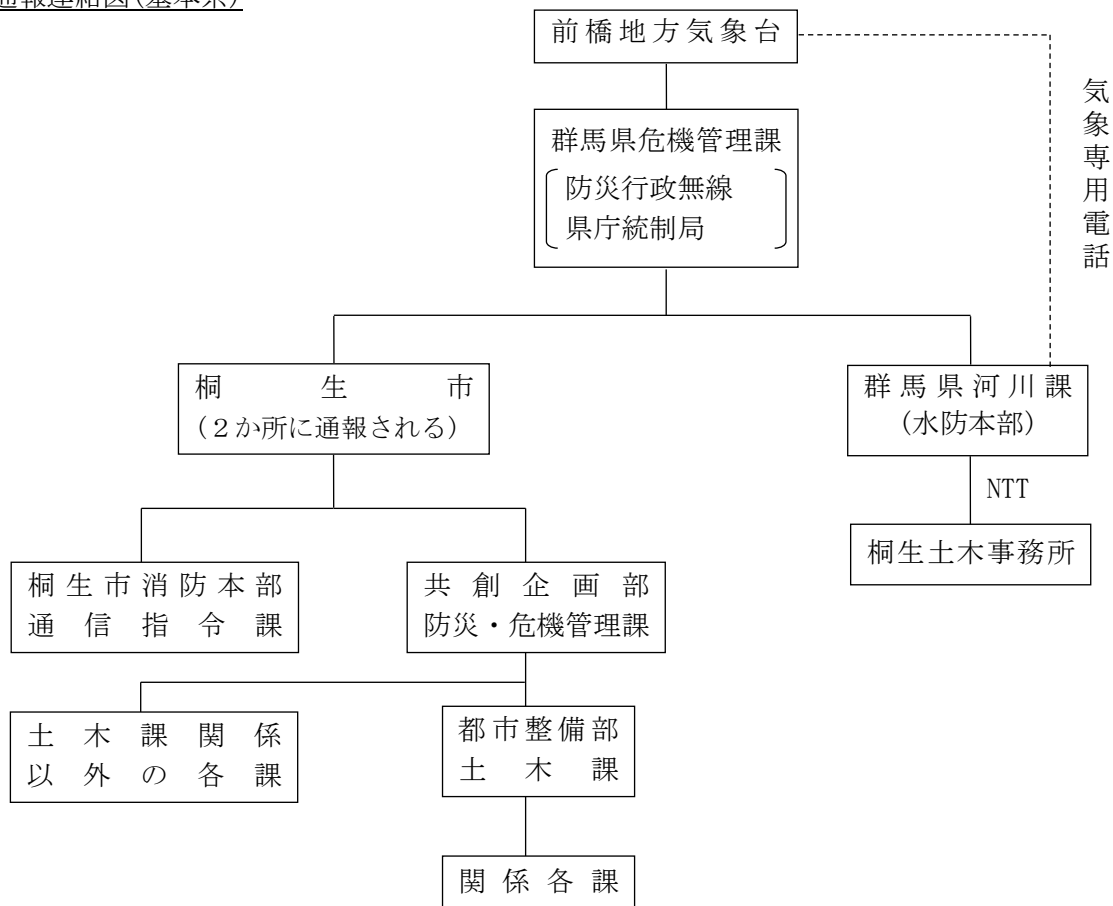 通報連絡図(基本系)
前橋地方気象台
気象専用電話
群馬県危機管理課
防災行政無線
県庁統制局
桐生市
(２か所に通報される)
群馬県河川課
(水防本部)
NTT
桐生土木事務所
桐生市消防本部
通信指令課
共創企画部
防災・危機管理課
土木課関係
以外の各課
都市整備部
土木課
関係各課